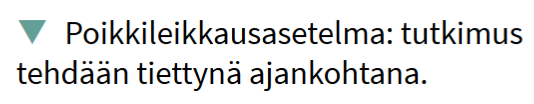 Poikkileikkausasetelma: tutkimus
tehdään tiettynä ajankohtana.